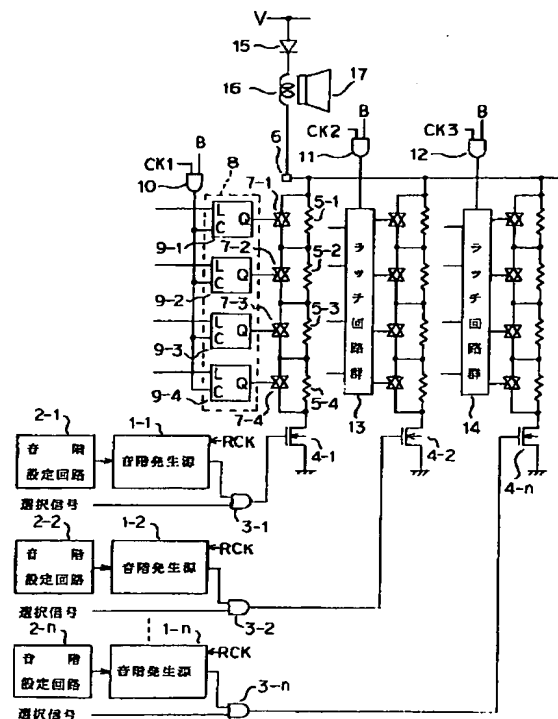 V
15
16
17
6
B
CK1
10
8
7-1
B
CK2
11
B
CK3
12
L
C
Q
9-1
5-1
7-2
L
C
Q
9-2
5-2
7-3
L
C
Q
9-3
5-3
L
C
Q
9-4
7-4
5-4
ラッチ回路群
13
ラッチ回路群
14
4-1
4-2
4-n
2-1
音階
設定回路
1-1
音階発生源
RCK
選択信号
3-1
2-2
音階
設定回路
1-2
音階発生源
RCK
選択信号
3-2
2-n
音階
設定回路
1-n
音階発生源
RCK
選択信号
3-n